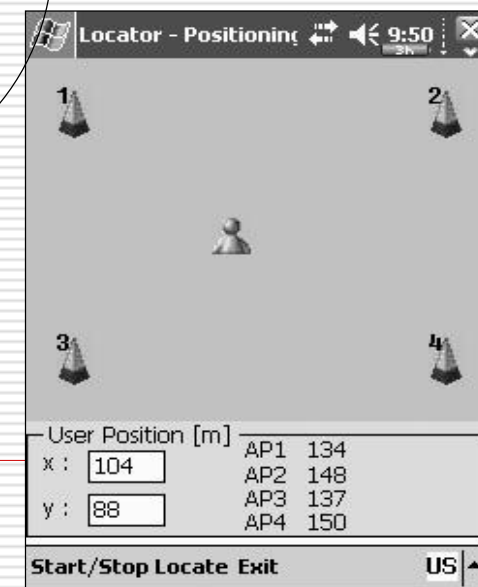 Locator - Positioning 9:50
3h
1 2
3 4
User Position [m]
x : 104
y : 88
AP1 134
AP2 148
AP3 137
AP4 150
Start/Stop Locate Exit US